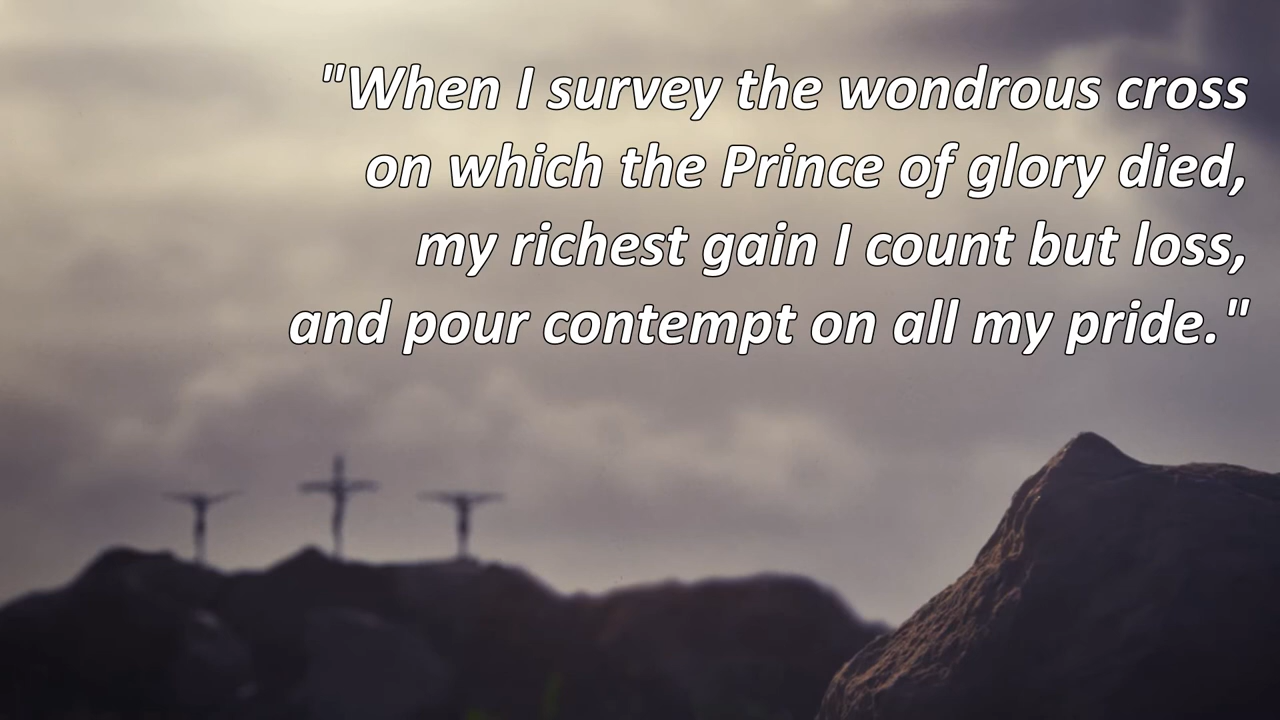 "When I survey the wondrous cross
on which the Prince of glory died,
my richest gain I count but loss,
and pour contempt on all my pride."